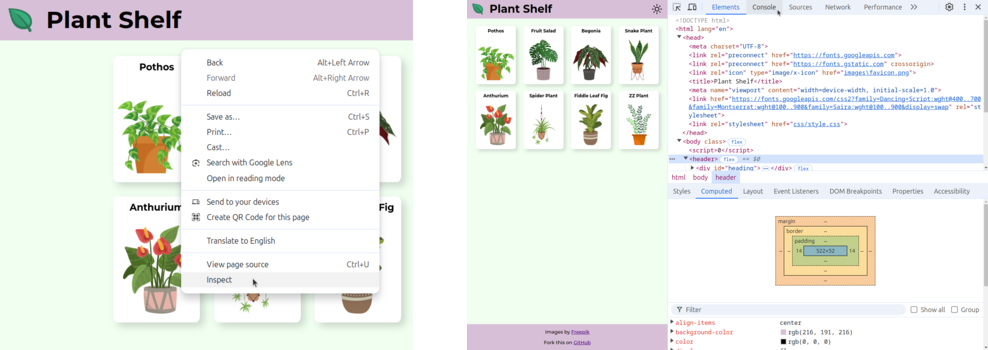 Plant Shelf
Pothos
Anthurium
Fig
Back Alt+Left Arrow
Forward Alt+Right Arrow
Reload Ctrl+R
Save as… Ctrl+S
Print… Ctrl+P
Cast…
Search with Google Lens
Open in reading mode
Send to your devices
Create QR Code for this page
Translate to English
View page source Ctrl+U
Inspect
Plant Shelf
Pothos Fruit Salad Begonia Snake Plant
Anthurium Spider Plant Fiddle Leaf Fig ZZ Plant
Images by Freepik
Fork this on GitHub
Elements Console Sources Network Performance »
<!DOCTYPE html>
<html lang="en">
▼<head>
<meta charset="UTF-8">
<link rel="preconnect" href="https://fonts.googleapis.com">
<link rel="preconnect" href="https://fonts.gstatic.com" crossorigin>
<link rel="icon" type="image/x-icon" href="images\favicon.png">
<title>Plant Shelf</title>
<meta name="viewport" content="width=device-width, initial-scale=1.0">
<link href="https://fonts.googleapis.com/css2?family=Dancing+Script:wght@400..700
&family=Montserrat:wght@100..900&family=Saira:wght@100..900&display=swap" rel="st
ylesheet">
<link rel="stylesheet" href="css/style.css">
</head>
▼<body class> flex
<script>0</script>
… ▼<header> flex == $0
▶<div id="heading"> … </div> flex
html body header
Styles Computed Layout Event Listeners DOM Breakpoints Properties Accessibility
margin –
border –
padding –
– – 14 322×32 14 – –
–
–
–
Filter Show all Group
▶align-items center
▶background-color rgb(216, 191, 216)
▶color rgb(0, 0, 0)